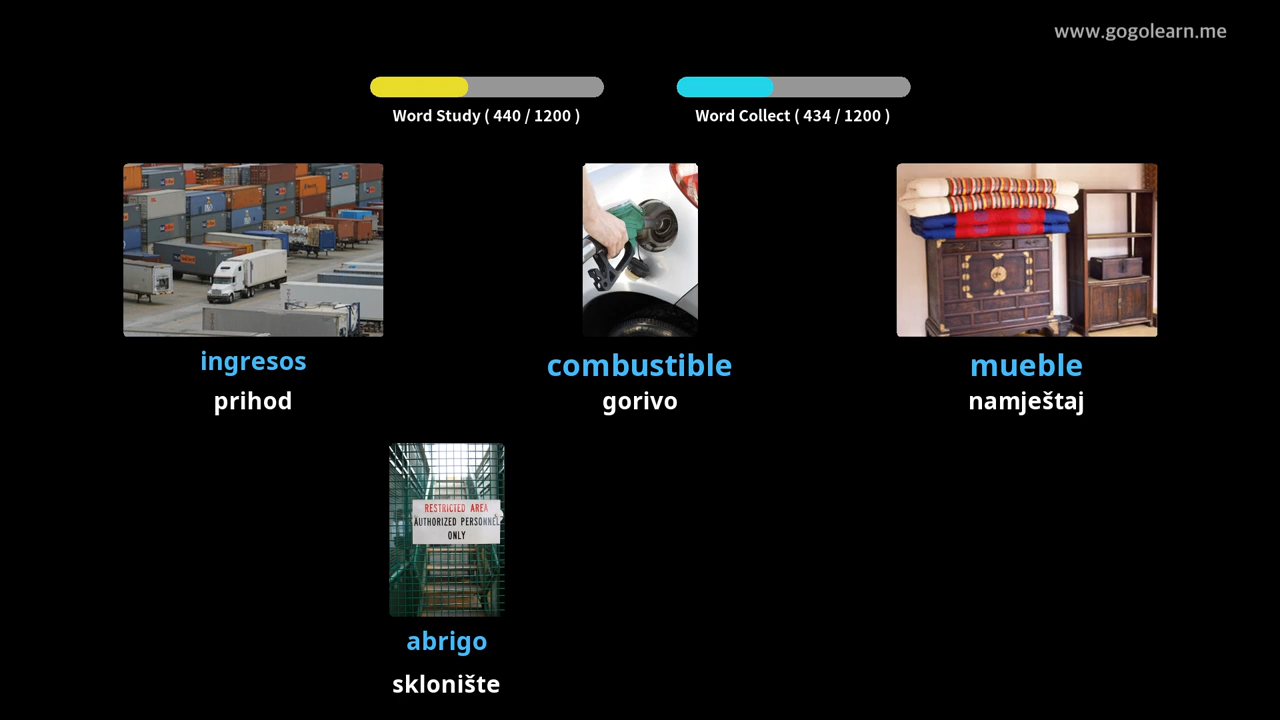 www.gogolearn.me
Word Study ( 440 / 1200 )
Word Collect ( 434 / 1200 )
ingresos
prihod
combustible
gorivo
mueble
namještaj
RESTRICTED AREA
AUTHORIZED PERSONNEL
ONLY
abrigo
sklonište